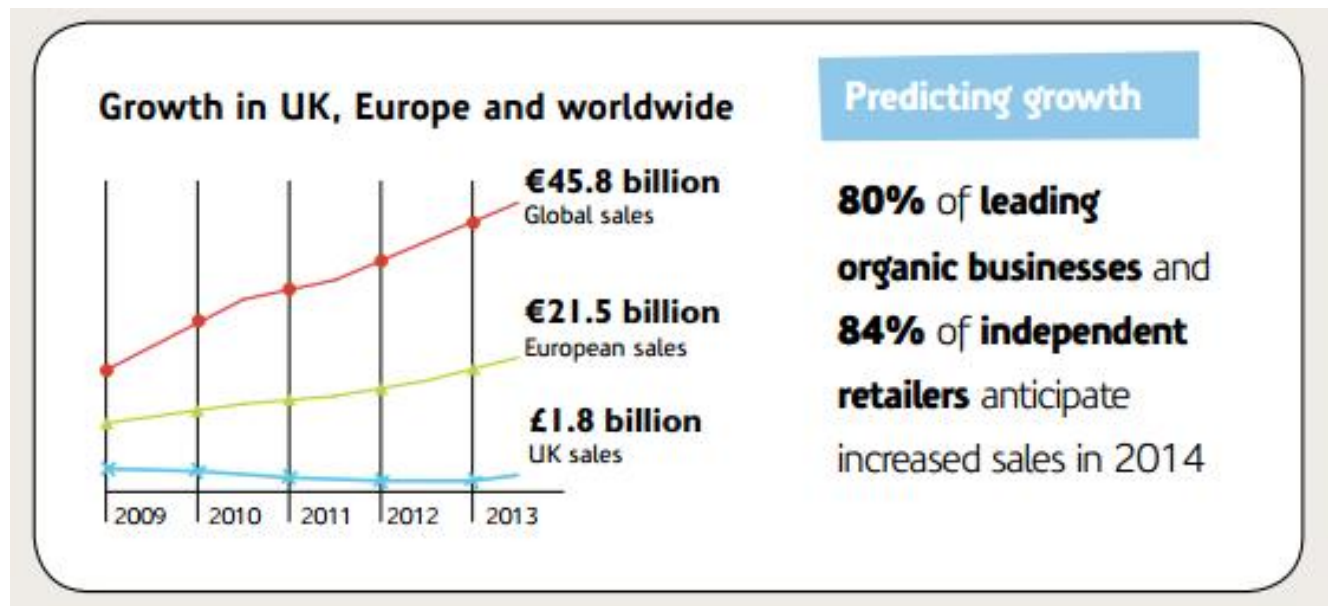 Growth in UK, Europe and worldwide
€45.8 billion
Global sales
€21.5 billion
European sales
£1.8 billion
UK sales
2009 2010 2011 2012 2013
Predicting growth
80% of leading
organic businesses and
84% of independent
retailers anticipate
increased sales in 2014